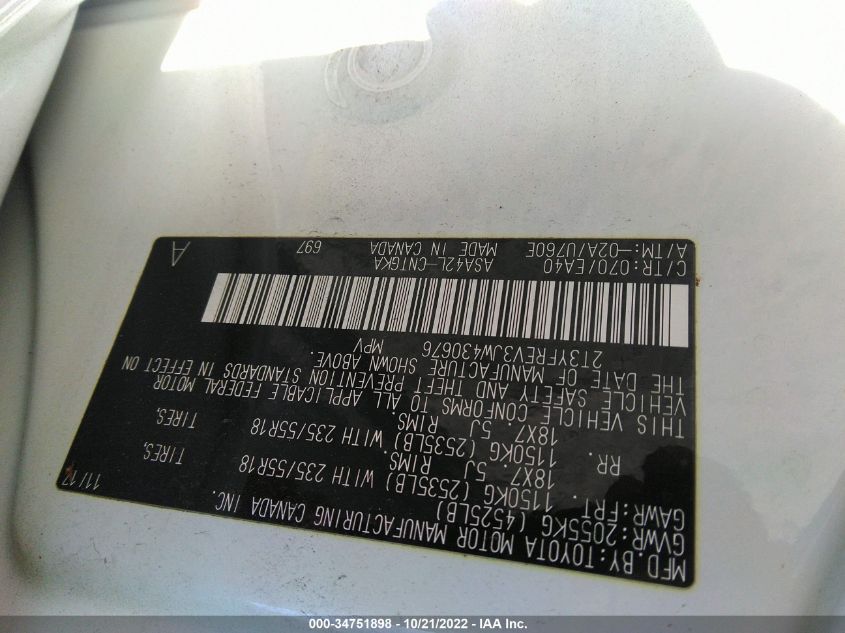 MFD.BY:TOYOTA MOTOR MANUFACTURING CANADA INC. 11/17
GVWR:2055KG (4525LB)
GAWR:FRT. 1150KG (2535LB) WITH 235/55R18 TIRES.
18X7. 5J RIMS.
RR. 1150KG (2535LB) WITH 235/55R18 TIRES.
18X7. 5J RIMS.
THIS VEHICLE CONFORMS TO ALL APPLICABLE FEDERAL MOTOR
VEHICLE SAFETY AND THEFT PREVENTION STANDARDS IN EFFECT ON
THE DATE OF MANUFACTURE SHOWN ABOVE.
2T3YFREV3JW430676 MPV
C/TR:070/EA40 ASA42L-CNTGKA 697
A/TM:-02A/U760E MADE IN CANADA A
000-34751898 - 10/21/2022 - IAA Inc.